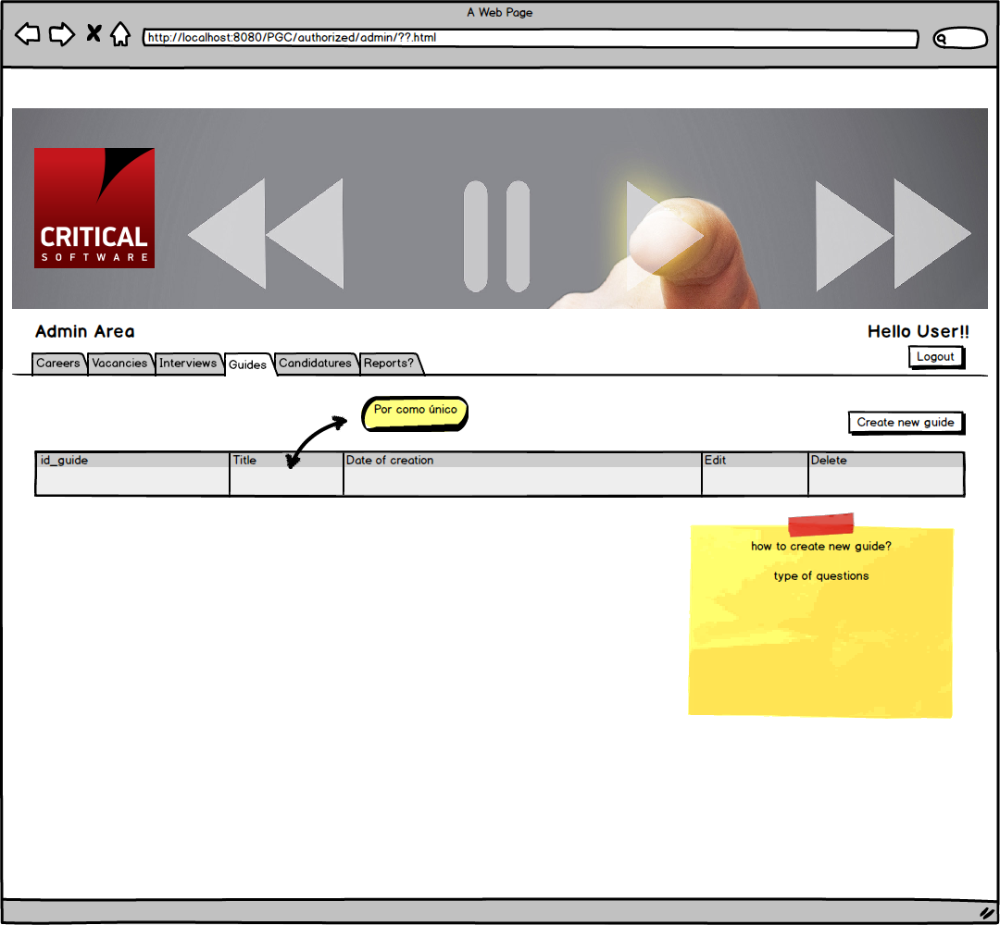 A Web Page
http://localhost:8080/PGC/authorized/admin/??.html
CRITICAL
SOFTWARE
Admin Area
Hello User!!
Careers Vacancies Interviews Guides Candidatures Reports?
Logout
Por como único
Create new guide
id_guide Title Date of creation Edit Delete
how to create new guide?
type of questions